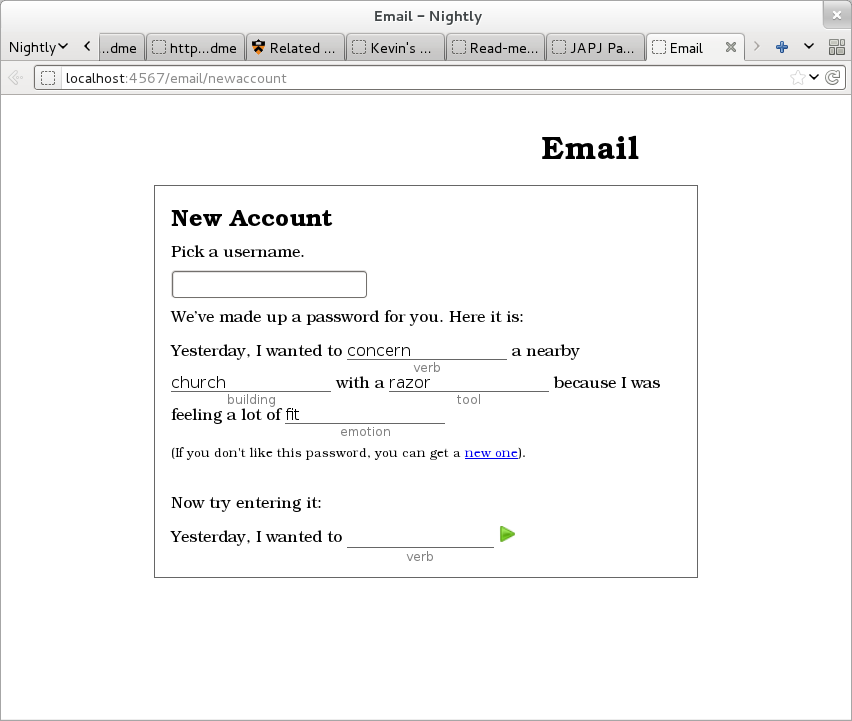 Email – Nightly
Nightly ..dme http...dme Related ... Kevin's ... Read-me... JAPJ Pa... Email
localhost:4567/email/newaccount
Email
New Account
Pick a username.
We've made up a password for you. Here it is:
Yesterday, I wanted to concern a nearby
verb
church with a razor because I was
building tool
feeling a lot of fit
emotion
(If you don't like this password, you can get a new one).
Now try entering it:
Yesterday, I wanted to
verb